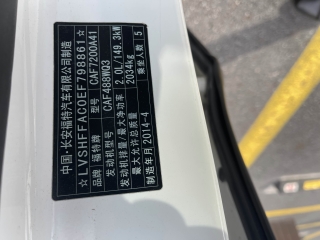 中国·长安福特汽车有限公司制造
☆LVSHFFAC0EF798861☆
品牌 福特牌 型号 CAF7200A41
发动机型号 CAF488WQ3
发动机排量/最大净功率 2.0L/149.3kW
最大允许总质量 2034kg
制造年月 2014-4 乘坐人数 5